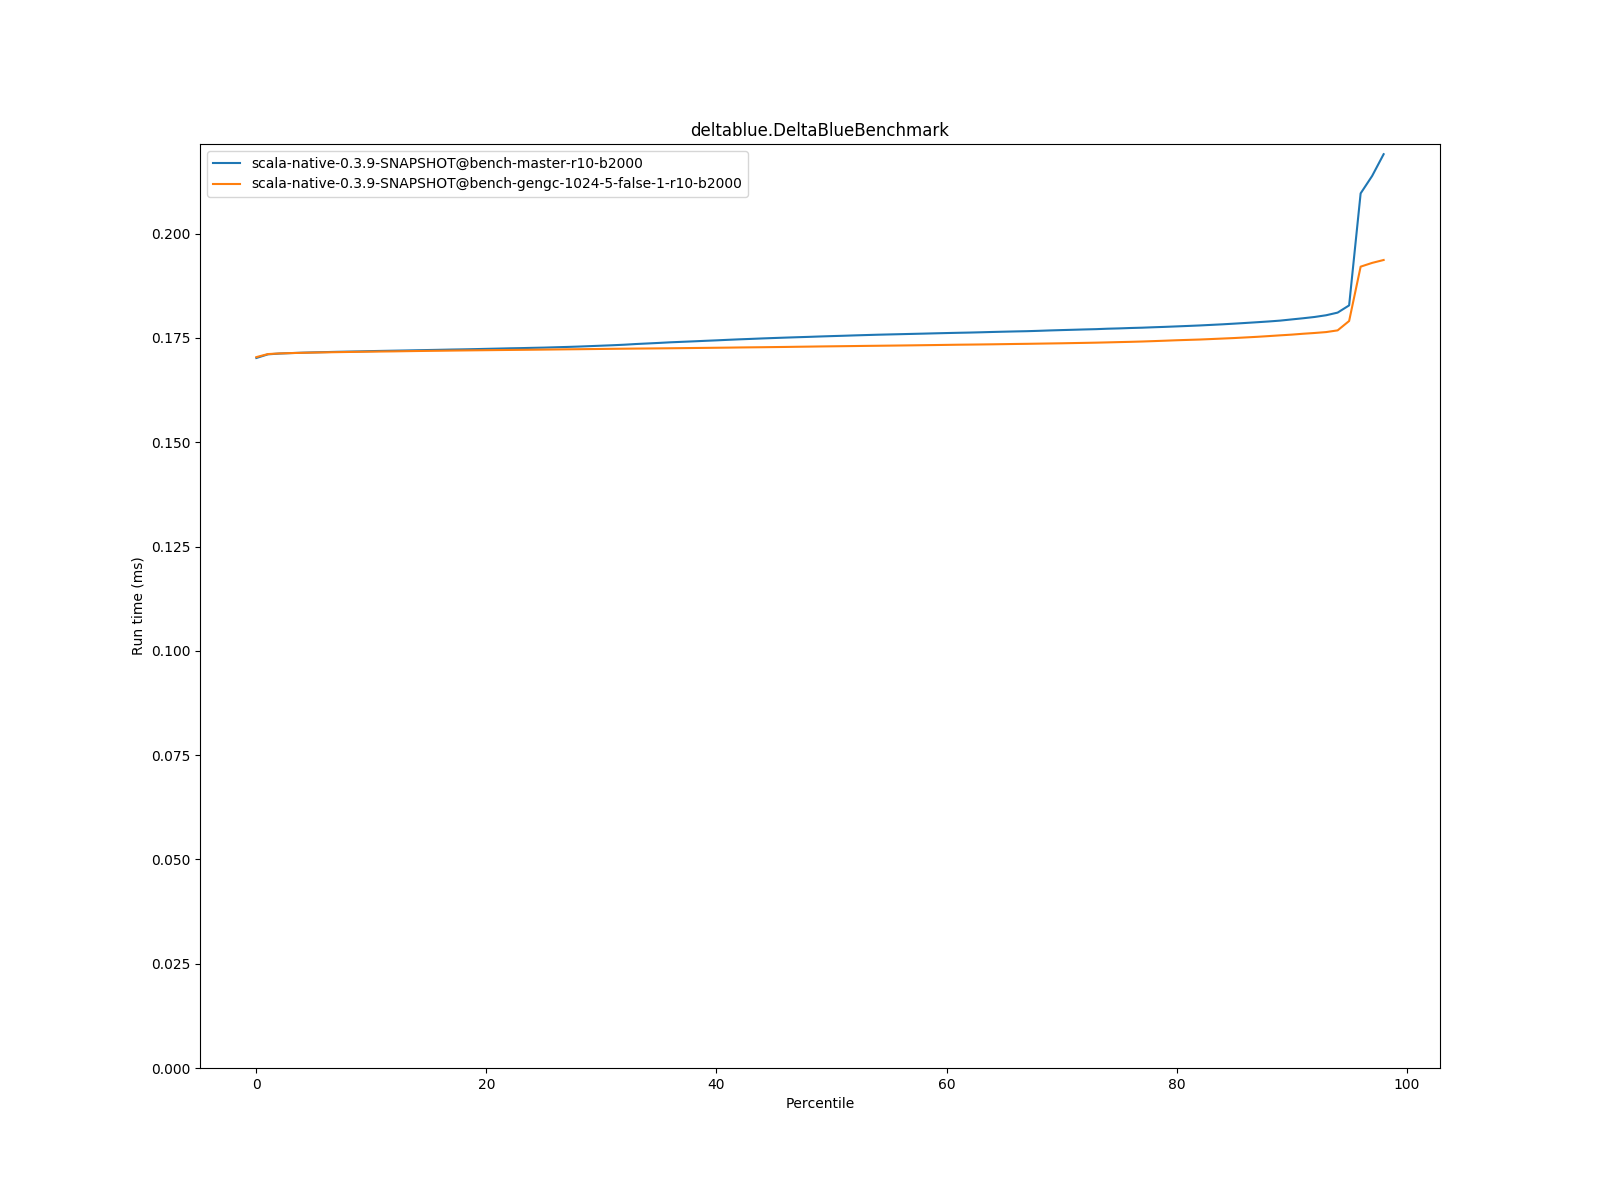 deltablue.DeltaBlueBenchmark
scala-native-0.3.9-SNAPSHOT@bench-master-r10-b2000
scala-native-0.3.9-SNAPSHOT@bench-gengc-1024-5-false-1-r10-b2000
0.200
0.175
0.150
0.125
0.100
0.075
0.050
0.025
0.000
Run time (ms)
0 20 40 60 80 100
Percentile